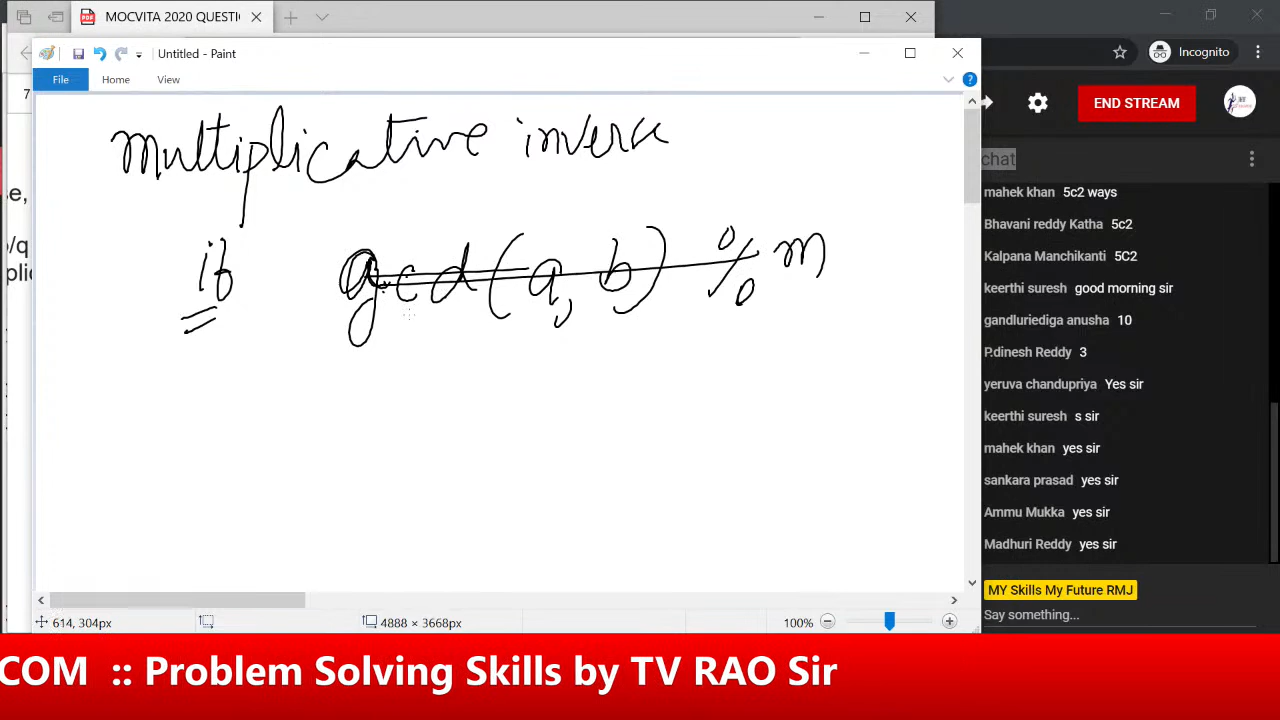 MOCVITA 2020 QUESTI
Incognito
Untitled - Paint
File Home View
END STREAM
chat
multiplicative inverse
if gcd(a, b) % m
mahek khan 5c2 ways
Bhavani reddy Katha 5c2
Kalpana Manchikanti 5C2
keerthi suresh good morning sir
gandluriediga anusha 10
P.dinesh Reddy 3
yeruva chandupriya Yes sir
keerthi suresh s sir
mahek khan yes sir
sankara prasad yes sir
Ammu Mukka yes sir
Madhuri Reddy yes sir
MY Skills My Future RMJ
Say something...
614, 304px 4888 × 3668px 100%
COM :: Problem Solving Skills by TV RAO Sir